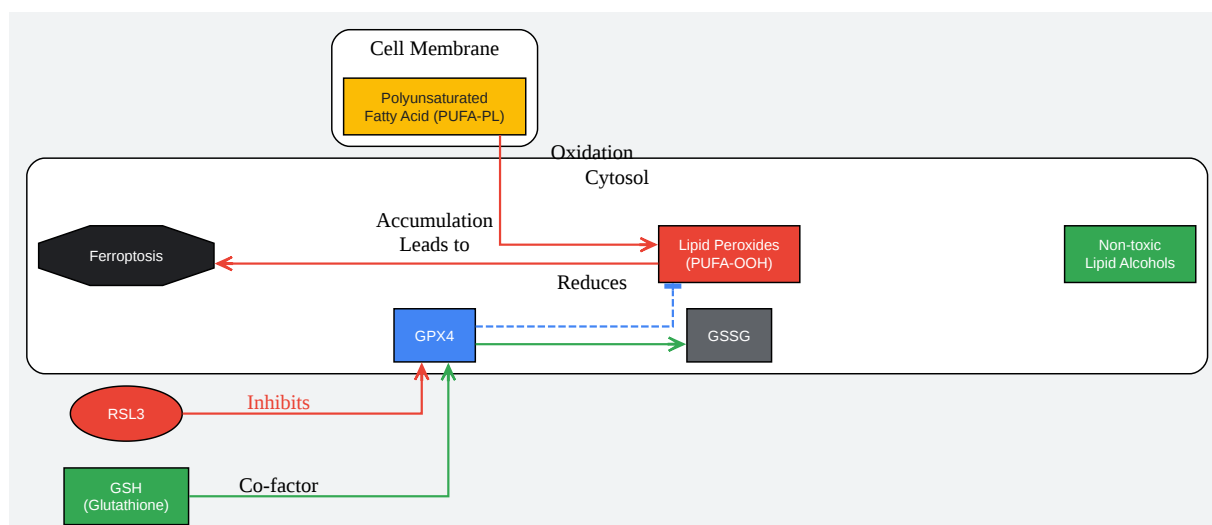 Cell Membrane
Polyunsaturated
Fatty Acid (PUFA-PL)
Oxidation
Cytosol
Accumulation
Leads to
Ferroptosis
Lipid Peroxides
(PUFA-OOH)
Non-toxic
Lipid Alcohols
Reduces
GPX4
GSSG
RSL3
Inhibits
GSH
(Glutathione)
Co-factor